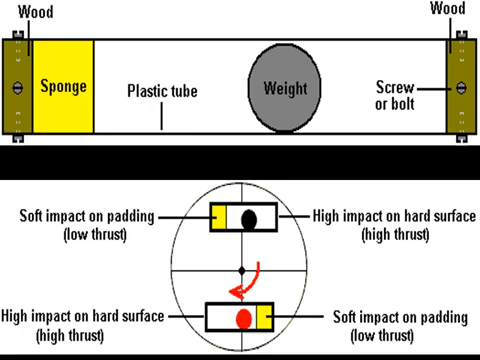 Wood
Wood
Sponge
Plastic tube
Weight
Screw
or bolt
Soft impact on padding
(low thrust)
High impact on hard surface
(high thrust)
High impact on hard surface
(high thrust)
Soft impact on padding
(low thrust)